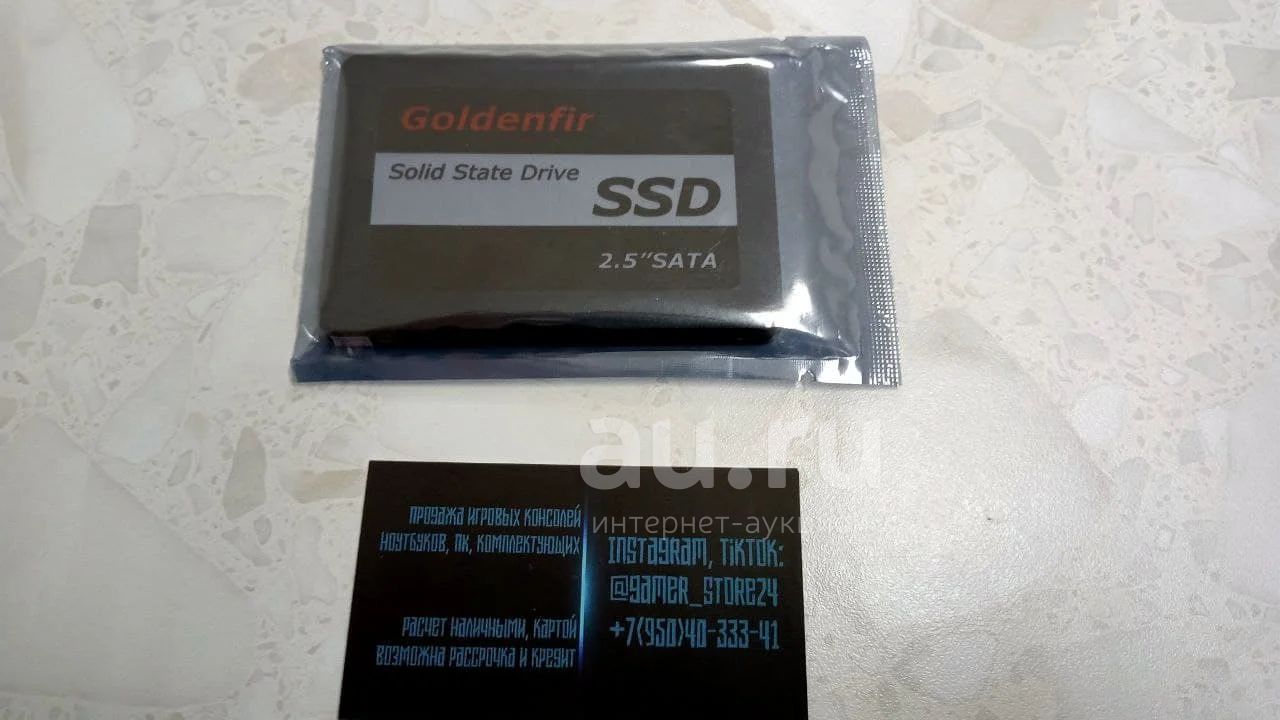 Goldenfir
Solid State Drive
SSD
2.5″SATA
au.ru
интернет-аукц
ПРОДАЖА ИГРОВЫХ КОНСОЛЕЙ
НОУТБУКОВ, ПК, КОМПЛЕКТУЮЩИХ
РАСЧЕТ НАЛИЧНЫМИ, КАРТОЙ
ВОЗМОЖНА РАССРОЧКА И КРЕДИТ
INSTAGRAM, TIKTOK:
@GAMER_STORE24
+7(950)40-333-41